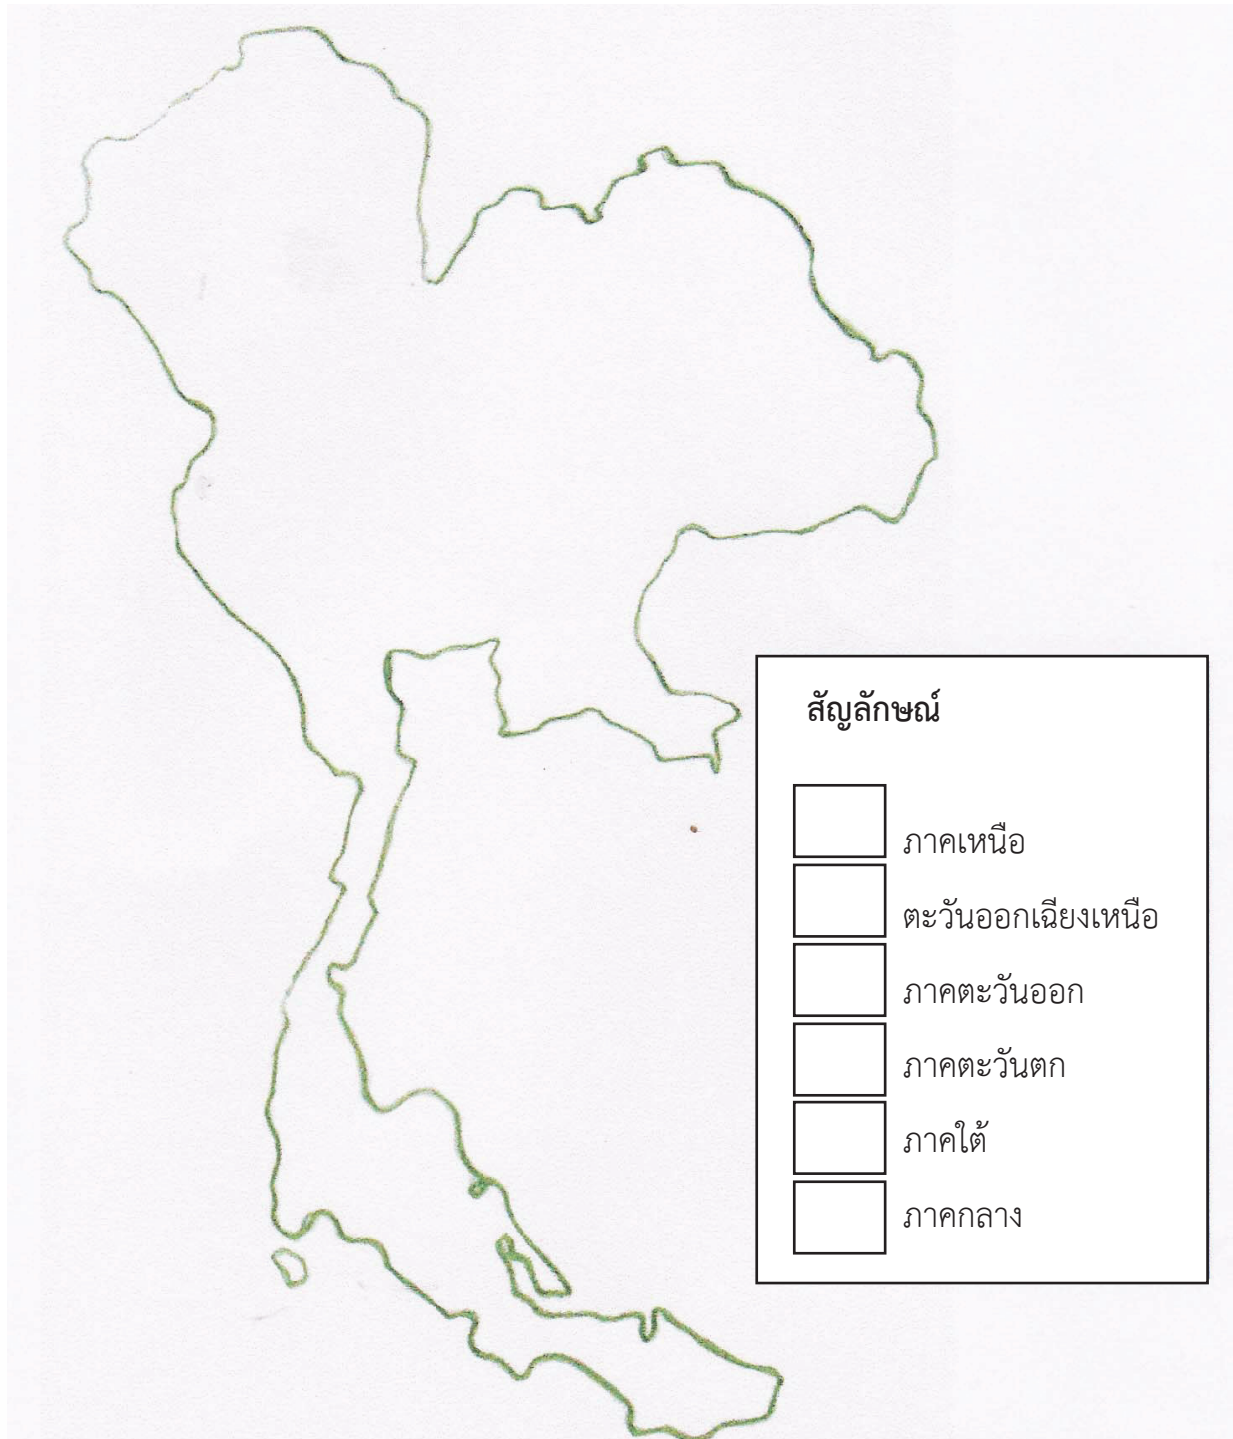 สัญลักษณ์
ภาคเหนือ
ตะวันออกเฉียงเหนือ
ภาคตะวันออก
ภาคตะวันตก
ภาคใต้
ภาคกลาง